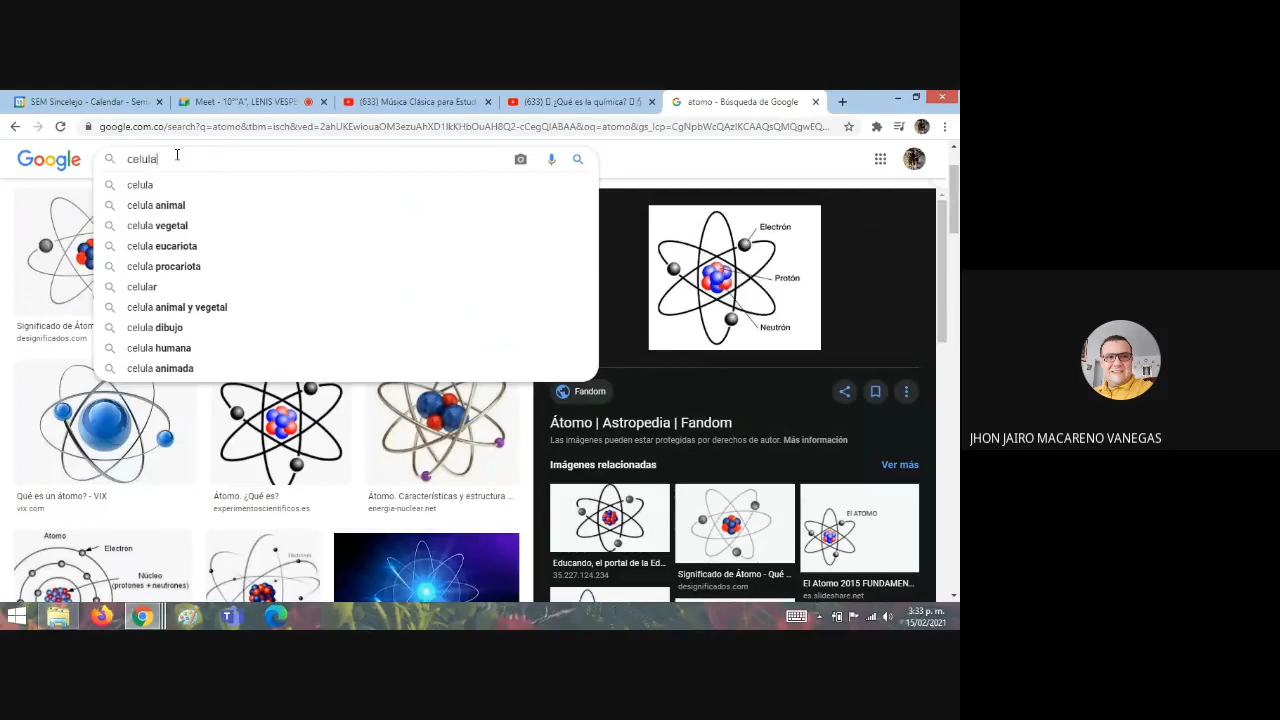 SEM Sincelejo - Calendar - Sem
Meet - 10°"A", LENIS VESPE
(633) Música Clásica para Estud
(633) ¿Qué es la química?
atomo - Búsqueda de Google
google.com.co/search?q=atomo&tbm=isch&ved=2ahUKEwiouaOM3ezuAhXD1IkKHbOuAH8Q2-cCegQIABAA&oq=atomo&gs_lcp=CgNpbWcQAzIKCAAQsQMQgwEQ...
Google
celula
celula
celula animal
celula vegetal
celula eucariota
celula procariota
celular
celula animal y vegetal
celula dibujo
celula humana
celula animada
Significado de Átom
designificados.com
Qué es un átomo? - VIX
vix.com
Átomo. ¿Qué es?
experimentoscientificos.es
Átomo. Características y estructura ...
energia-nuclear.net
Atomo
Electron
Núcleo
(protones + neutrones)
Electrón
Protón
Neutrón
Fandom
Átomo | Astropedia | Fandom
Las imágenes pueden estar protegidas por derechos de autor. Más información
Imágenes relacionadas
Ver más
Educando, el portal de la Ed...
35.227.124.234
Significado de Átomo - Qué ...
designificados.com
El ATOMO
El Atomo 2015 FUNDAMEN...
es.slideshare.net
3:33 p. m.
15/02/2021
JHON JAIRO MACARENO VANEGAS